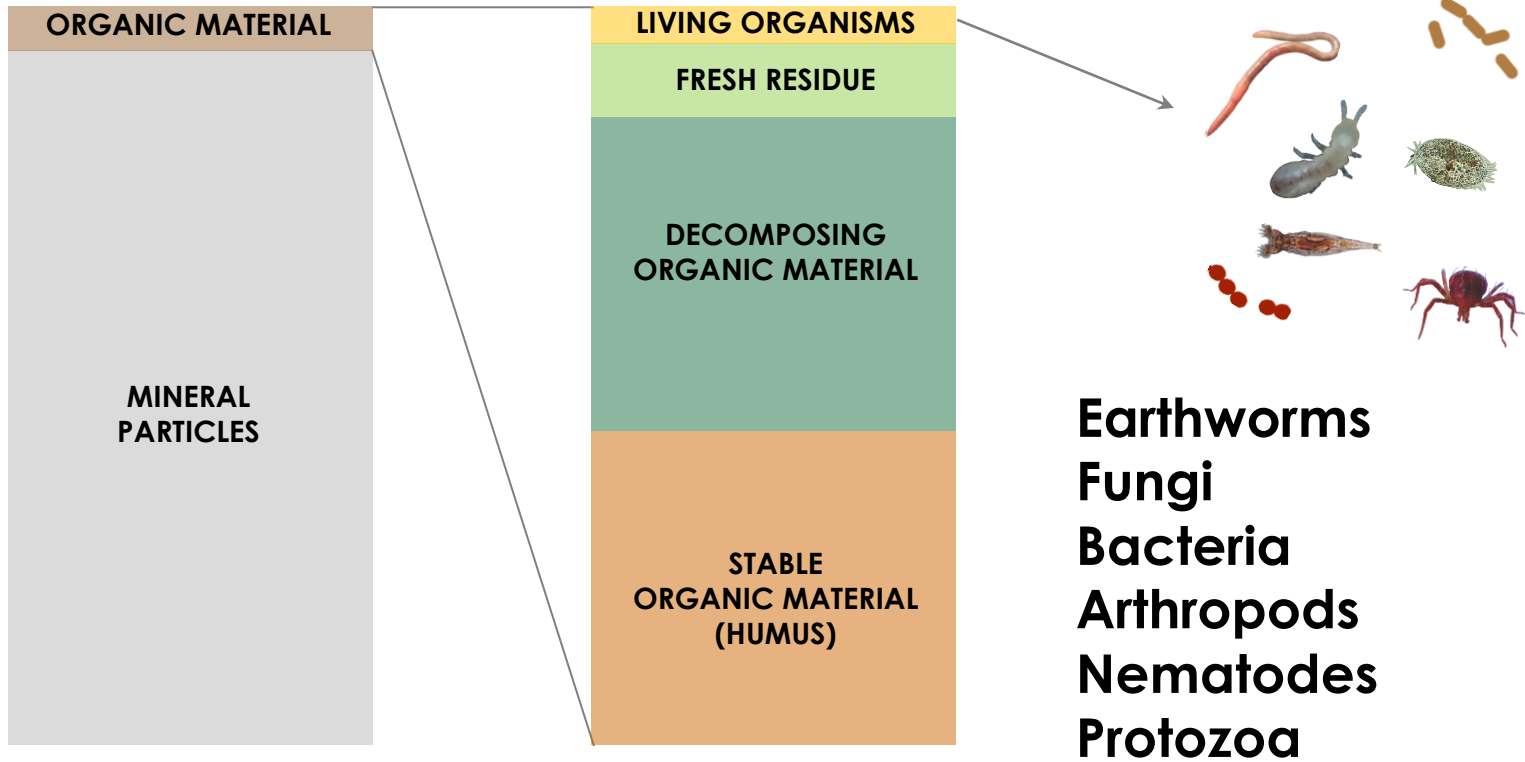 ORGANIC MATERIAL
MINERAL
PARTICLES
LIVING ORGANISMS
FRESH RESIDUE
DECOMPOSING
ORGANIC MATERIAL
STABLE
ORGANIC MATERIAL
(HUMUS)
Earthworms
Fungi
Bacteria
Arthropods
Nematodes
Protozoa